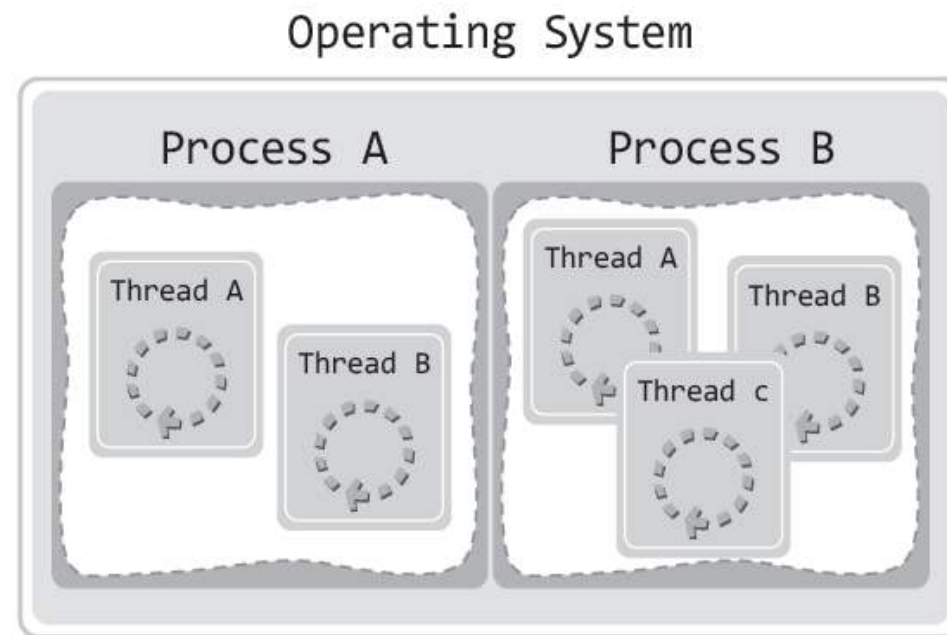 Operating System
Process A
Process B
Thread A
Thread B
Thread A
Thread B
Thread c